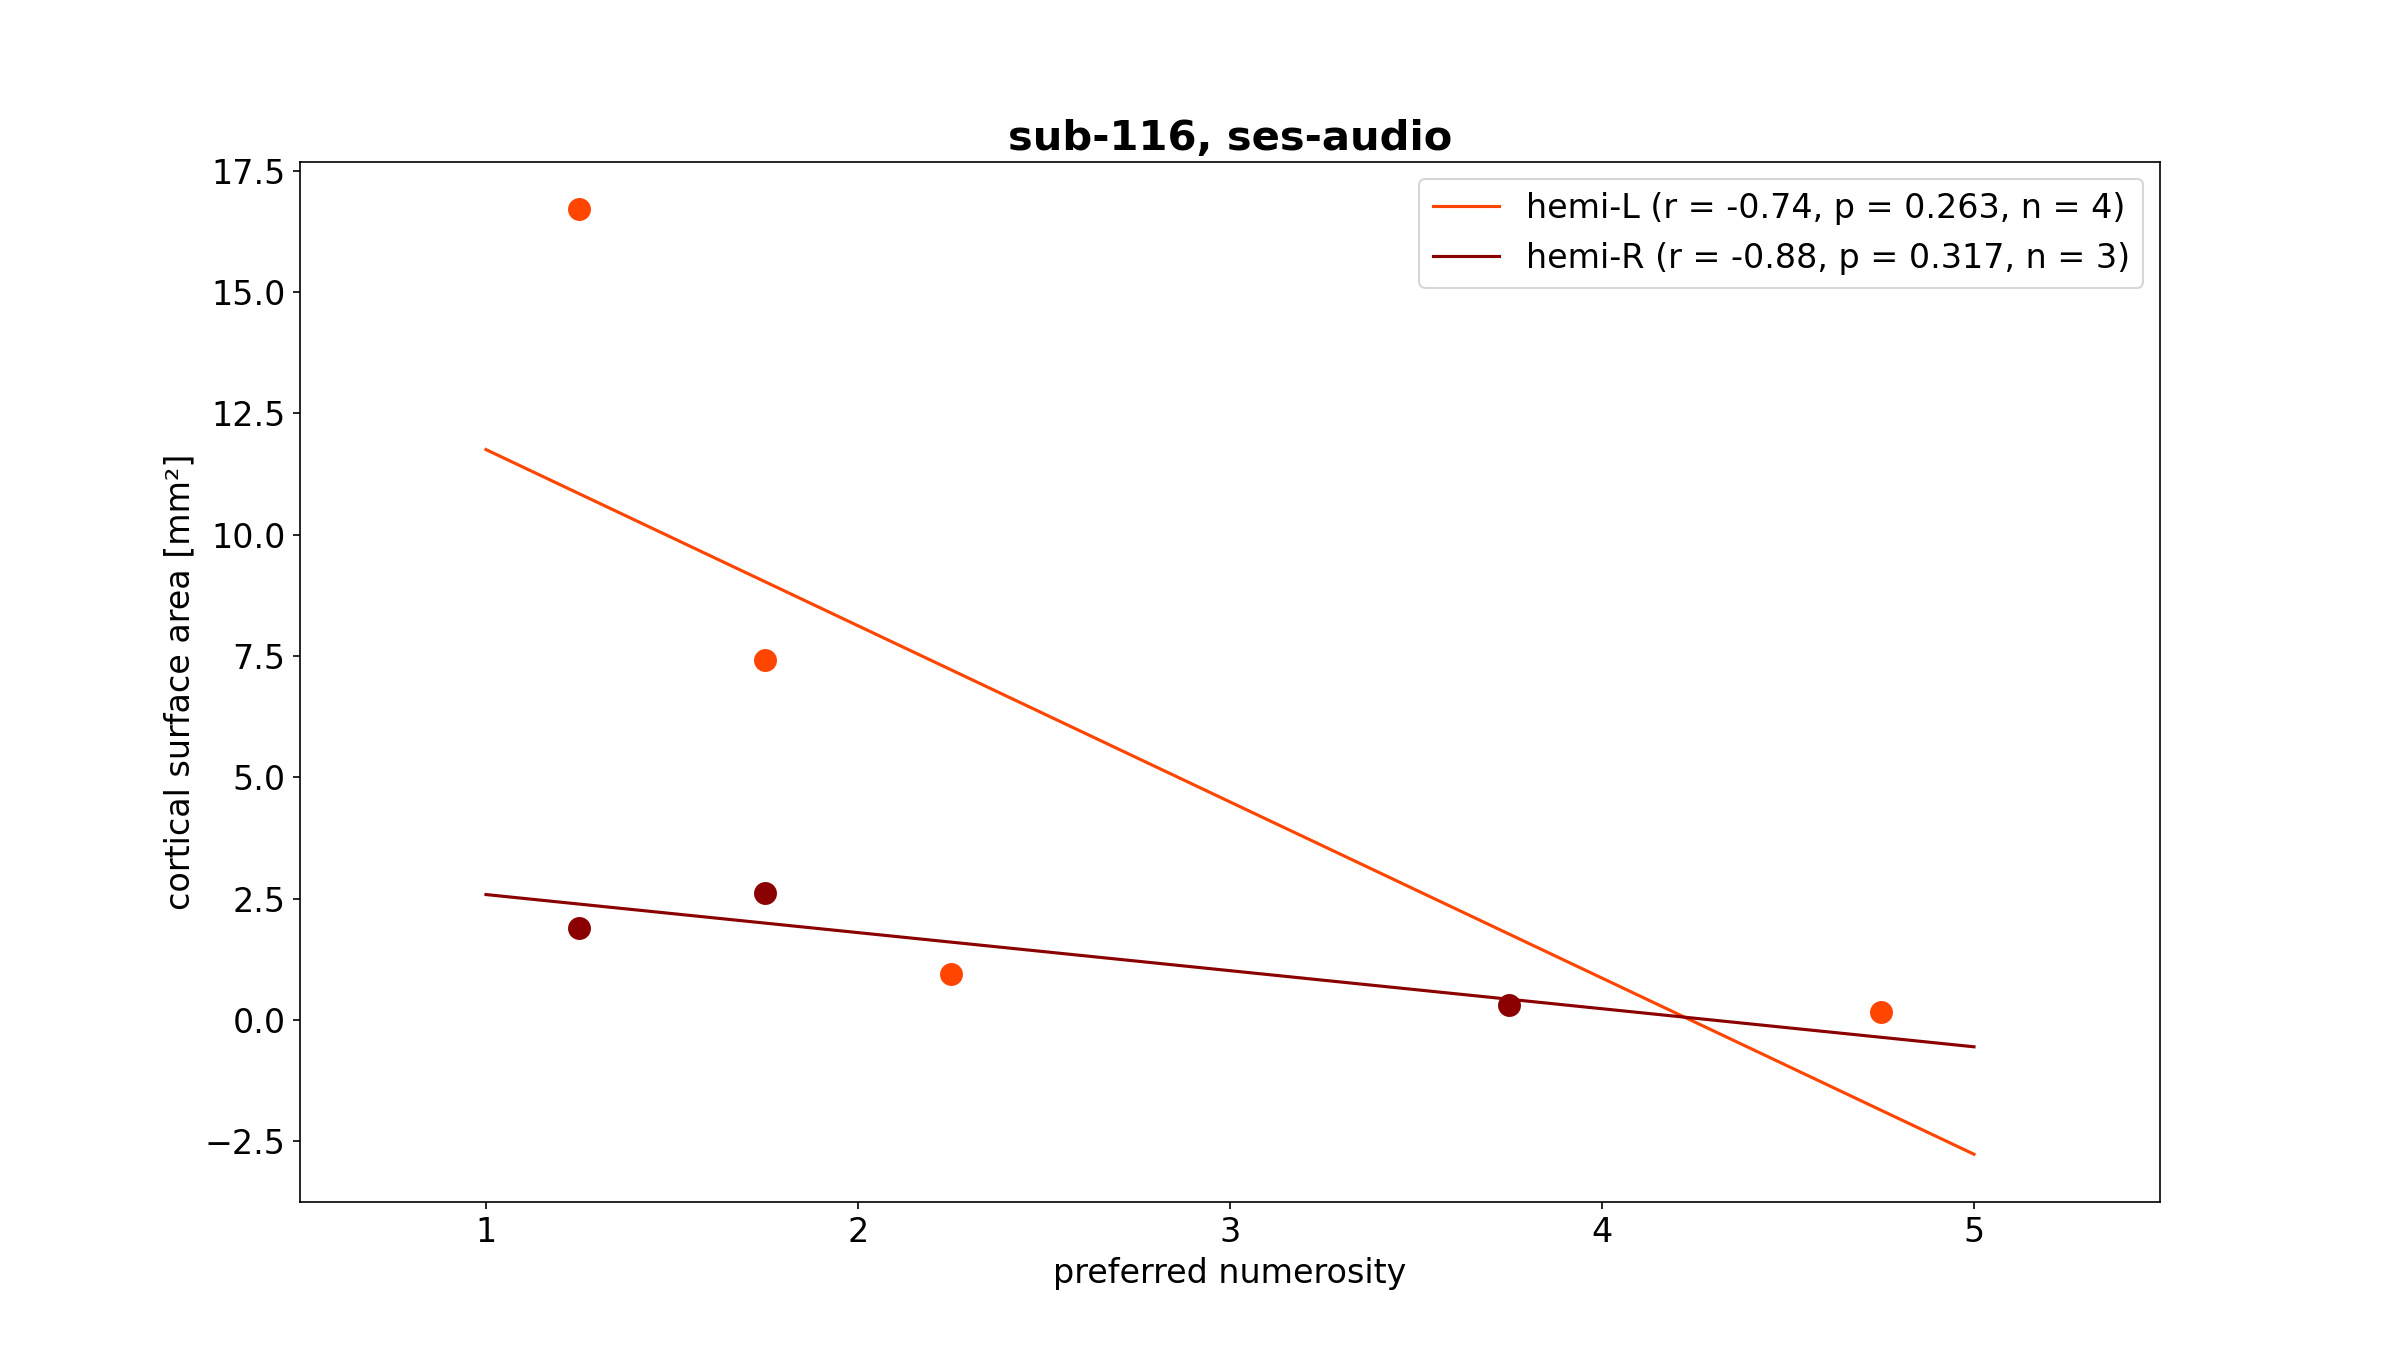 sub-116, ses-audio
hemi-L (r = -0.74, p = 0.263, n = 4)
hemi-R (r = -0.88, p = 0.317, n = 3)
17.5
15.0
12.5
10.0
7.5
5.0
2.5
0.0
−2.5
cortical surface area [mm²]
1 2 3 4 5
preferred numerosity